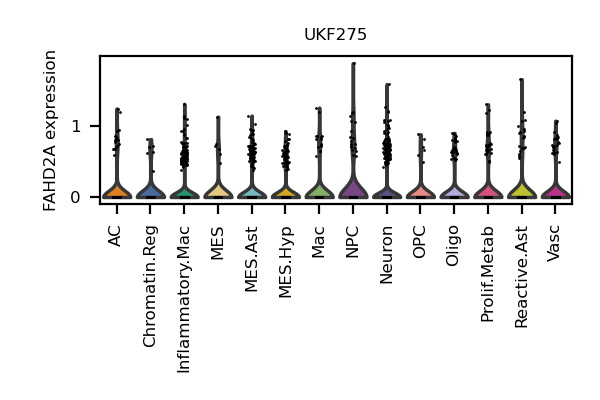 UKF275
FAHD2A expression
1
0
AC
Chromatin.Reg
Inflammatory.Mac
MES
MES.Ast
MES.Hyp
Mac
NPC
Neuron
OPC
Oligo
Prolif.Metab
Reactive.Ast
Vasc